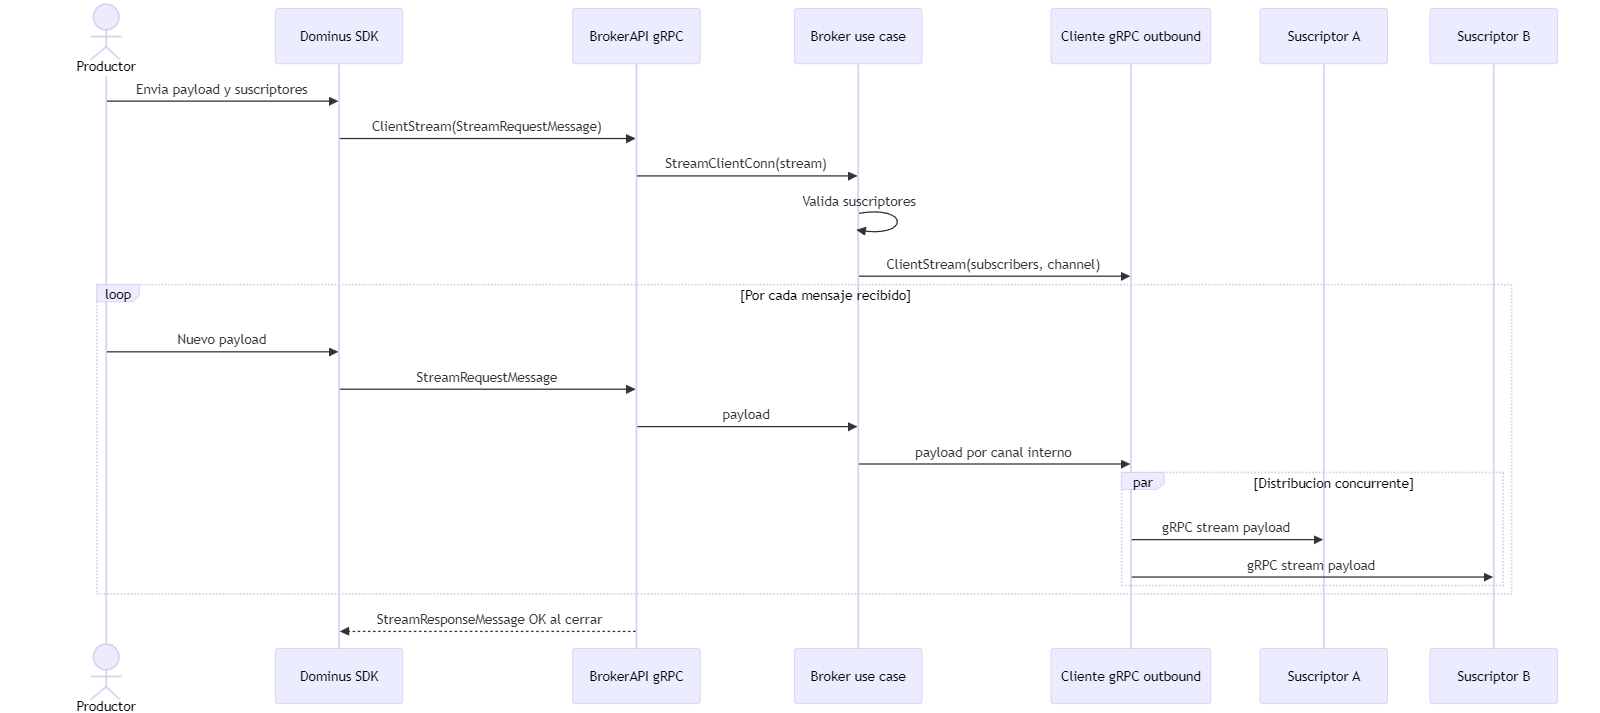 Productor
Dominus SDK
BrokerAPI gRPC
Broker use case
Cliente gRPC outbound
Suscriptor A
Suscriptor B
Envia payload y suscriptores
ClientStream(StreamRequestMessage)
StreamClientConn(stream)
Valida suscriptores
ClientStream(subscribers, channel)
loop
[Por cada mensaje recibido]
Nuevo payload
StreamRequestMessage
payload
payload por canal interno
par
[Distribucion concurrente]
gRPC stream payload
gRPC stream payload
StreamResponseMessage OK al cerrar
Productor
Dominus SDK
BrokerAPI gRPC
Broker use case
Cliente gRPC outbound
Suscriptor A
Suscriptor B